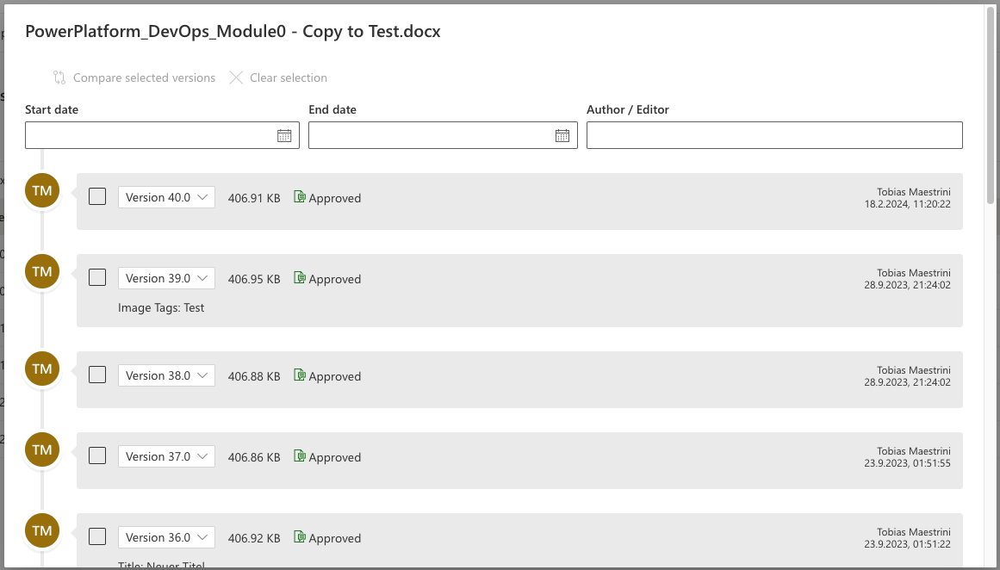 PowerPlatform_DevOps_Module0 - Copy to Test.docx
Compare selected versions Clear selection
Start date End date Author / Editor
TM Version 40.0 406.91 KB Approved Tobias Maestrini
18.2.2024, 11:20:22
TM Version 39.0 406.95 KB Approved Tobias Maestrini
28.9.2023, 21:24:02
Image Tags: Test
TM Version 38.0 406.88 KB Approved Tobias Maestrini
28.9.2023, 21:24:02
TM Version 37.0 406.86 KB Approved Tobias Maestrini
23.9.2023, 01:51:55
TM Version 36.0 406.92 KB Approved Tobias Maestrini
23.9.2023, 01:51:22
Title: Neuer Titel